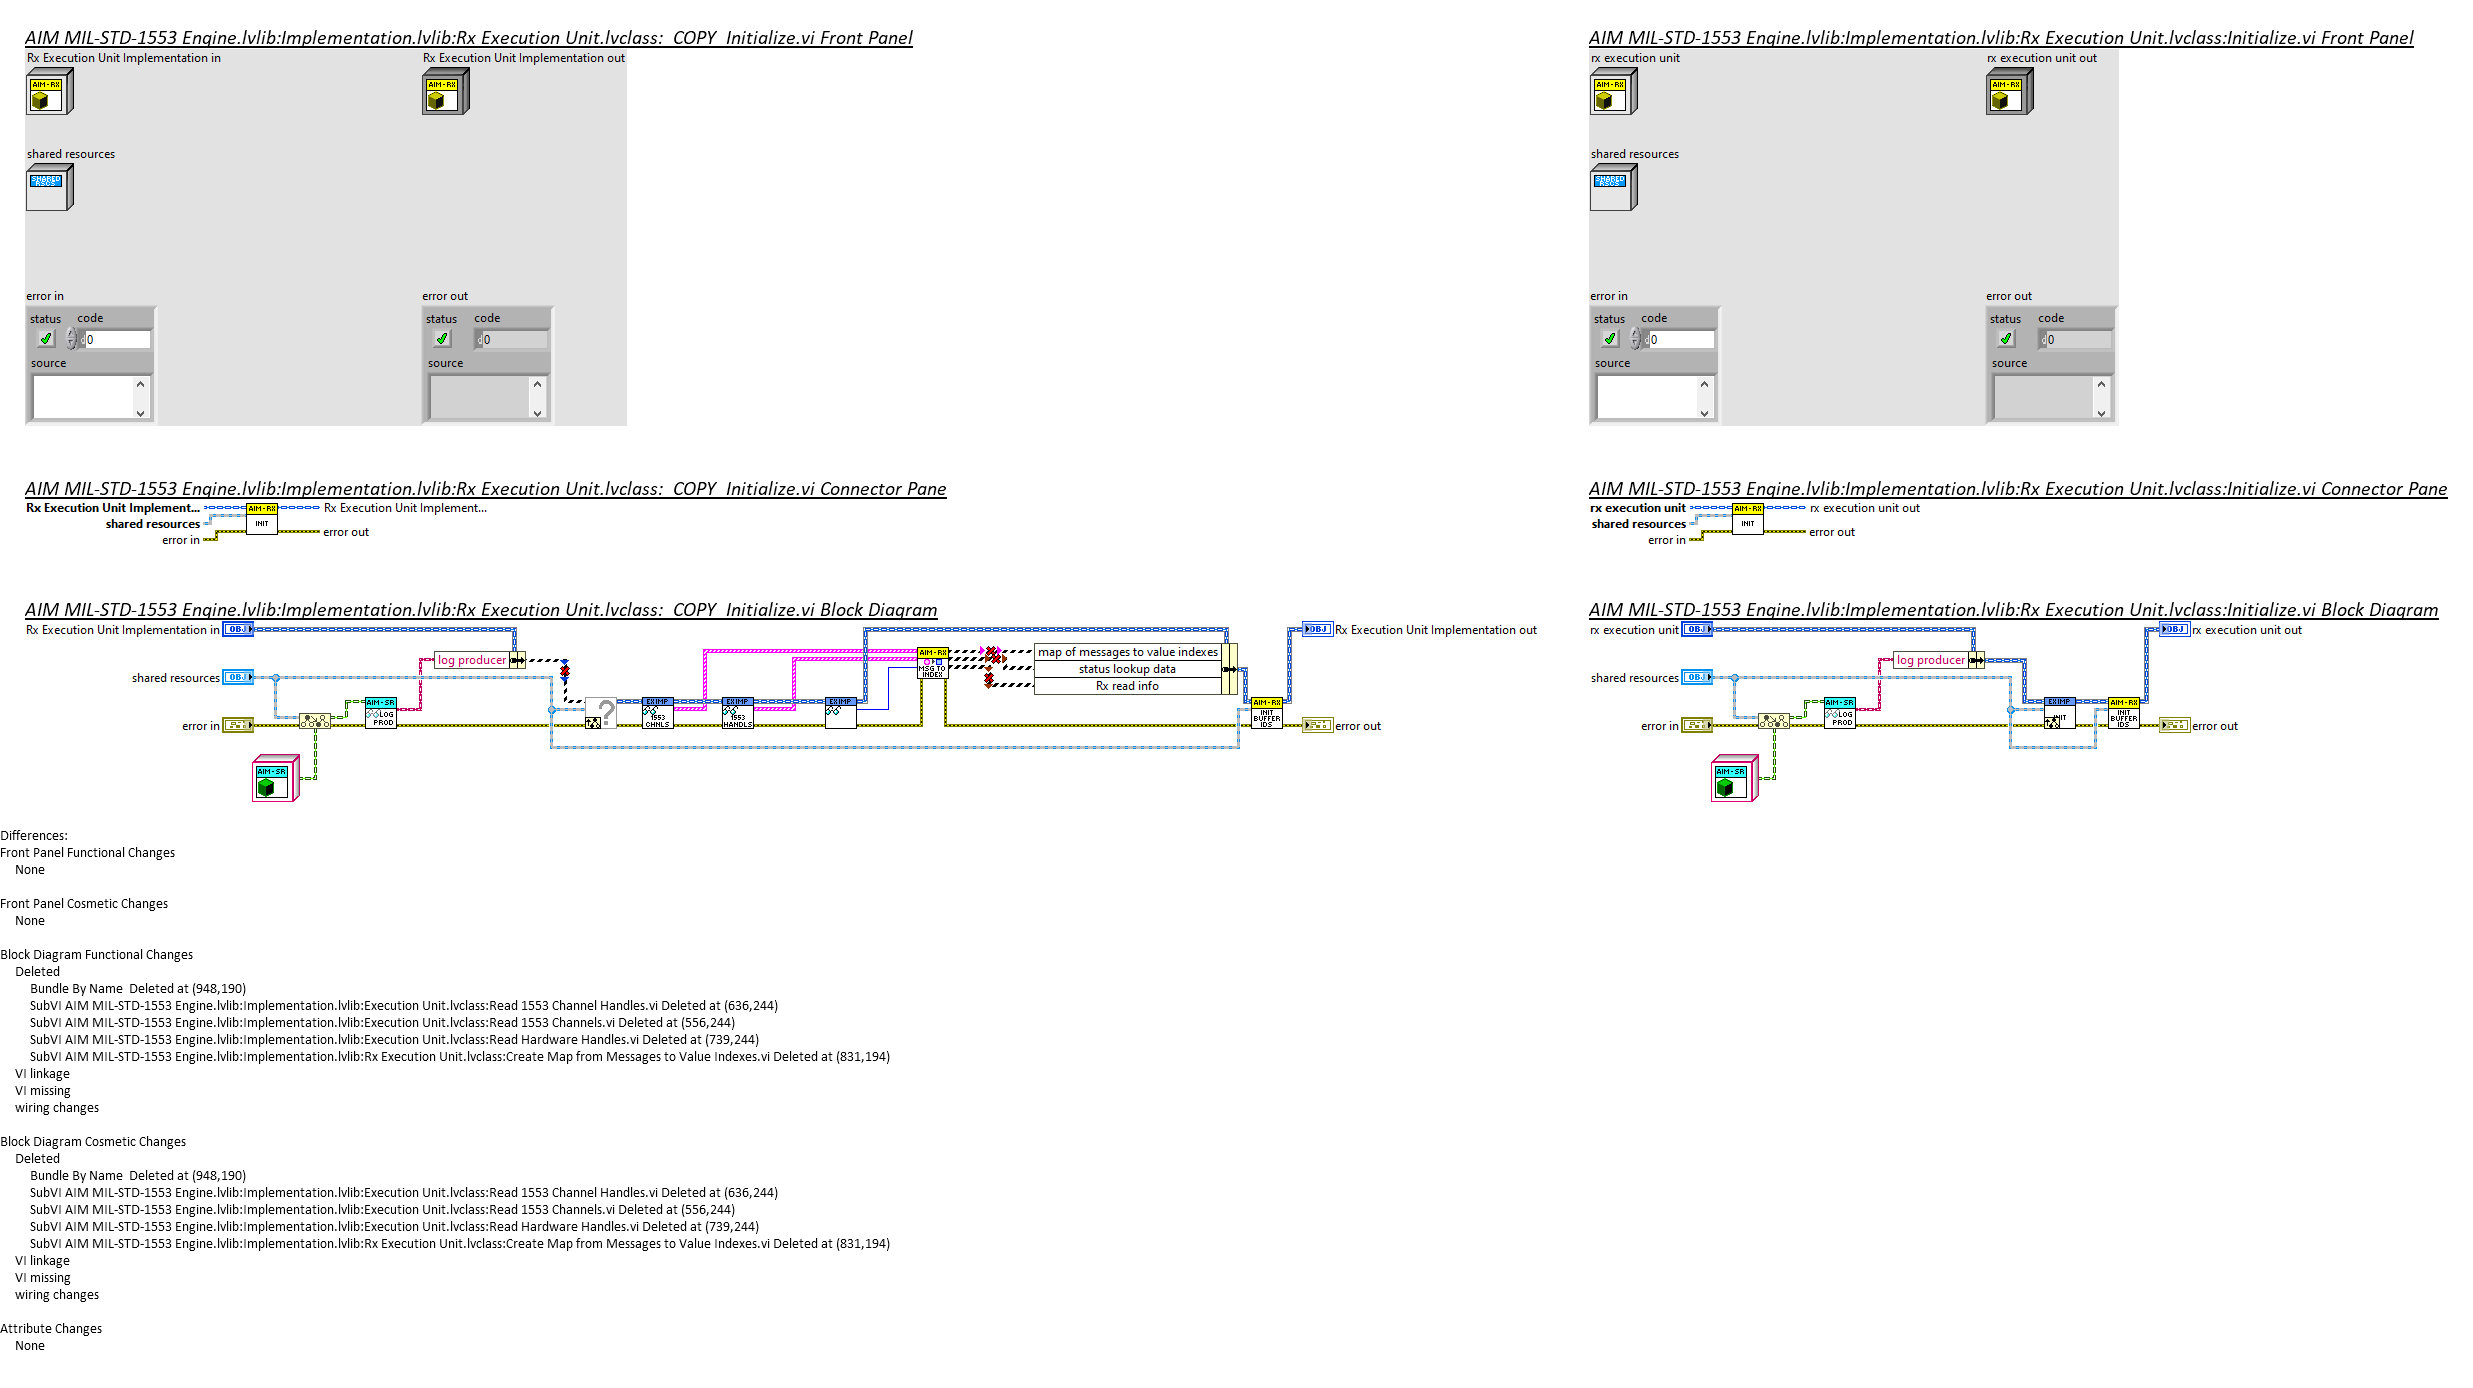 AIM MIL-STD-1553 Engine.lvlib:Implementation.lvlib:Rx Execution Unit.lvclass:_COPY_Initialize.vi Front Panel
Rx Execution Unit Implementation in
Rx Execution Unit Implementation out
AIM-RX
AIM-RX
shared resources
SHARED
RSCS
error in
error out
status code
status code
0
0
source
source
AIM MIL-STD-1553 Engine.lvlib:Implementation.lvlib:Rx Execution Unit.lvclass:_COPY_Initialize.vi Connector Pane
Rx Execution Unit Implement...
AIM-RX
Rx Execution Unit Implement...
shared resources
INIT
error out
error in
AIM MIL-STD-1553 Engine.lvlib:Implementation.lvlib:Rx Execution Unit.lvclass:_COPY_Initialize.vi Block Diagram
Rx Execution Unit Implementation in
OBJ
OBJ
Rx Execution Unit Implementation out
log producer
AIM-RX
MSG TO
INDEX
map of messages to value indexes
status lookup data
Rx read info
shared resources
OBJ
AIM-SR
LOG
PROD
?
EXIMP
1553
CHNLS
EXIMP
1553
HANDLS
EXIMP
AIM-RX
INIT
BUFFER
IDS
error in
error out
AIM-SR
Differences:
Front Panel Functional Changes
None
Front Panel Cosmetic Changes
None
Block Diagram Functional Changes
Deleted
Bundle By Name  Deleted at (948,190)
SubVI AIM MIL-STD-1553 Engine.lvlib:Implementation.lvlib:Execution Unit.lvclass:Read 1553 Channel Handles.vi Deleted at (636,244)
SubVI AIM MIL-STD-1553 Engine.lvlib:Implementation.lvlib:Execution Unit.lvclass:Read 1553 Channels.vi Deleted at (556,244)
SubVI AIM MIL-STD-1553 Engine.lvlib:Implementation.lvlib:Execution Unit.lvclass:Read Hardware Handles.vi Deleted at (739,244)
SubVI AIM MIL-STD-1553 Engine.lvlib:Implementation.lvlib:Rx Execution Unit.lvclass:Create Map from Messages to Value Indexes.vi Deleted at (831,194)
VI linkage
VI missing
wiring changes
Block Diagram Cosmetic Changes
Deleted
Bundle By Name  Deleted at (948,190)
SubVI AIM MIL-STD-1553 Engine.lvlib:Implementation.lvlib:Execution Unit.lvclass:Read 1553 Channel Handles.vi Deleted at (636,244)
SubVI AIM MIL-STD-1553 Engine.lvlib:Implementation.lvlib:Execution Unit.lvclass:Read 1553 Channels.vi Deleted at (556,244)
SubVI AIM MIL-STD-1553 Engine.lvlib:Implementation.lvlib:Execution Unit.lvclass:Read Hardware Handles.vi Deleted at (739,244)
SubVI AIM MIL-STD-1553 Engine.lvlib:Implementation.lvlib:Rx Execution Unit.lvclass:Create Map from Messages to Value Indexes.vi Deleted at (831,194)
VI linkage
VI missing
wiring changes
Attribute Changes
None
AIM MIL-STD-1553 Engine.lvlib:Implementation.lvlib:Rx Execution Unit.lvclass:Initialize.vi Front Panel
rx execution unit
rx execution unit out
AIM-RX
AIM-RX
shared resources
SHARED
RSCS
error in
error out
status code
status code
0
0
source
source
AIM MIL-STD-1553 Engine.lvlib:Implementation.lvlib:Rx Execution Unit.lvclass:Initialize.vi Connector Pane
rx execution unit
AIM-RX
rx execution unit out
shared resources
INIT
error out
error in
AIM MIL-STD-1553 Engine.lvlib:Implementation.lvlib:Rx Execution Unit.lvclass:Initialize.vi Block Diagram
rx execution unit
OBJ
OBJ
rx execution unit out
log producer
shared resources
OBJ
AIM-SR
LOG
PROD
EXIMP
AIM-RX
INIT
BUFFER
IDS
error in
error out
AIM-SR